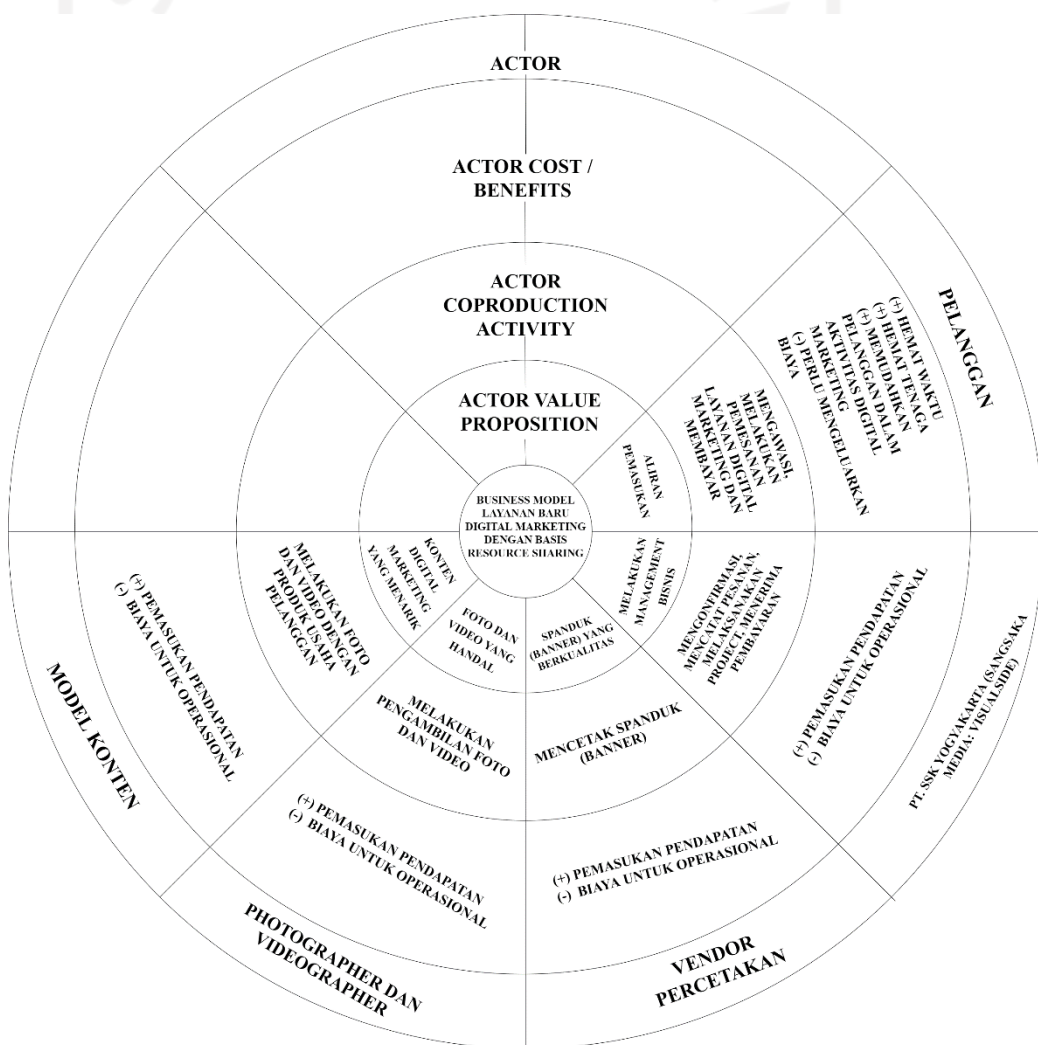 ACTOR
ACTOR COST /
BENEFITS
ACTOR
COPRODUCTION
ACTIVITY
ACTOR VALUE
PROPOSITION
BUSINESS MODEL
LAYANAN BARU
DIGITAL MARKETING
DENGAN BASIS
RESOURCE SHARING
PELANGGAN
(+) HEMAT WAKTU
(+) HEMAT TENAGA
(+) MEMUDAHKAN
PELANGGAN DALAM
AKTIVITAS DIGITAL
MARKETING
(-) PERLU MENGELUARKAN
BIAYA
MENGAWASI,
MELAKUKAN
PEMESANAN
LAYANAN DIGITAL
MARKETING DAN
MEMBAYAR
ALIRAN
PEMASUKAN
PT. SSK YOGYAKARTA (SANGSSAKA
MEDIA: VISUALSIDE)
(+) PEMASUKAN PENDAPATAN
(-) BIAYA UNTUK OPERASIONAL
MENGONFIRMASI,
MENCATAT PESANAN,
MELAKSANAKAN
PROJECT, MENERIMA
PEMBAYARAN
MELAKUKAN
MANAGEMENT
BISNIS
VENDOR
PERCETAKAN
(+) PEMASUKAN PENDAPATAN
(-) BIAYA UNTUK OPERASIONAL
MENCETAK SPANDUK
(BANNER)
SPANDUK
(BANNER) YANG
BERKUALITAS
PHOTOGRAPHER DAN
VIDEOGRAPHER
(+) PEMASUKAN PENDAPATAN
(-) BIAYA UNTUK OPERASIONAL
MELAKUKAN
PENGAMBILAN FOTO
DAN VIDEO
FOTO DAN
VIDEO YANG
HANDAL
MODEL KONTEN
(+) PEMASUKAN PENDAPATAN
(-) BIAYA UNTUK OPERASIONAL
MELAKUKAN FOTO
DAN VIDEO DENGAN
PRODUK USAHA
PELANGGAN
KONTEN
DIGITAL
MARKETING
YANG MENARIK